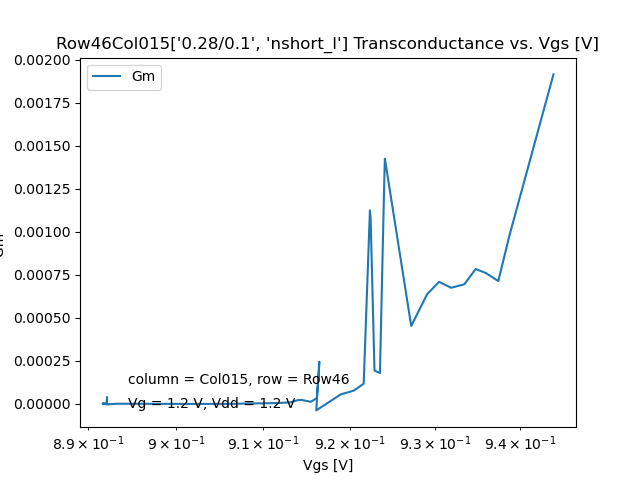 Row46Col015['0.28/0.1', 'nshort_l'] Transconductance vs. Vgs [V]
Gm
0.00200
0.00175
0.00150
0.00125
0.00100
0.00075
0.00050
0.00025
0.00000
Gm
column = Col015, row = Row46
Vg = 1.2 V, Vdd = 1.2 V
8.9 × 10⁻¹ 9 × 10⁻¹ 9.1 × 10⁻¹ 9.2 × 10⁻¹ 9.3 × 10⁻¹ 9.4 × 10⁻¹
Vgs [V]